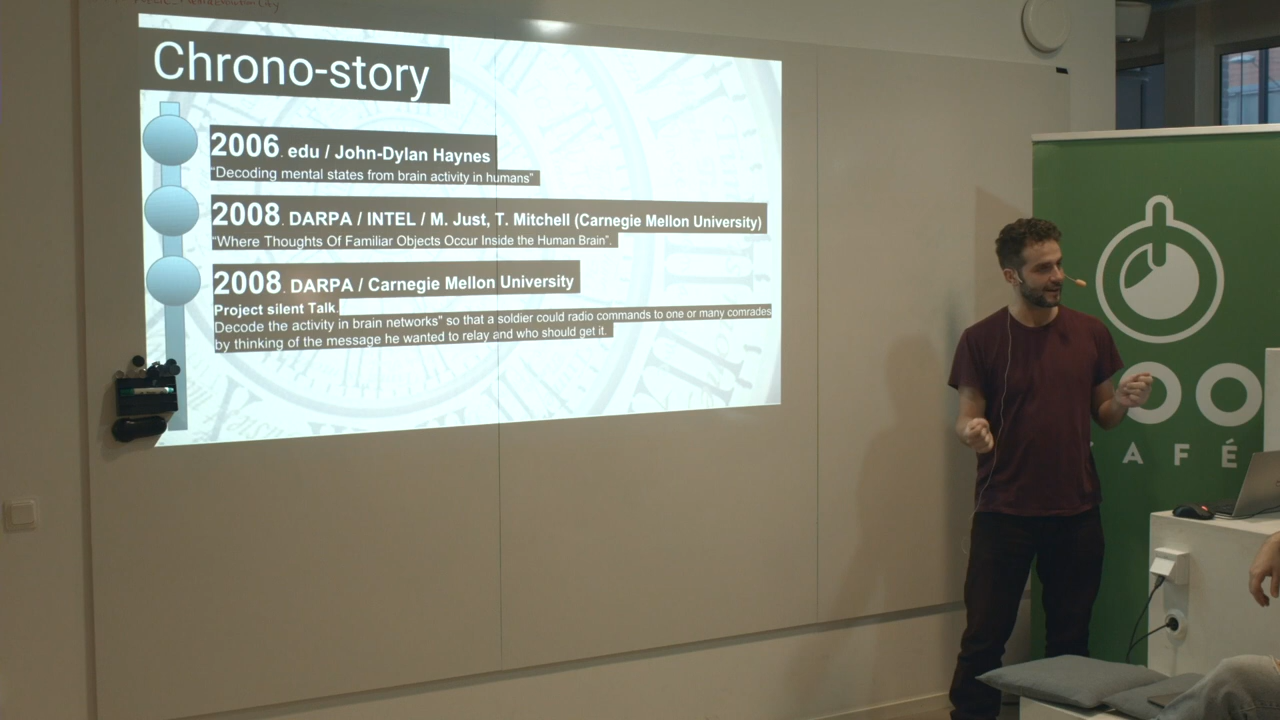 Chrono-story
2006. edu / John-Dylan Haynes
"Decoding mental states from brain activity in humans"
2008. DARPA / INTEL / M. Just, T. Mitchell (Carnegie Mellon University)
"Where Thoughts Of Familiar Objects Occur Inside the Human Brain".
2008. DARPA / Carnegie Mellon University
Project silent Talk.
Decode the activity in brain networks" so that a soldier could radio commands to one or many comrades
by thinking of the message he wanted to relay and who should get it.
OO
AFÉ